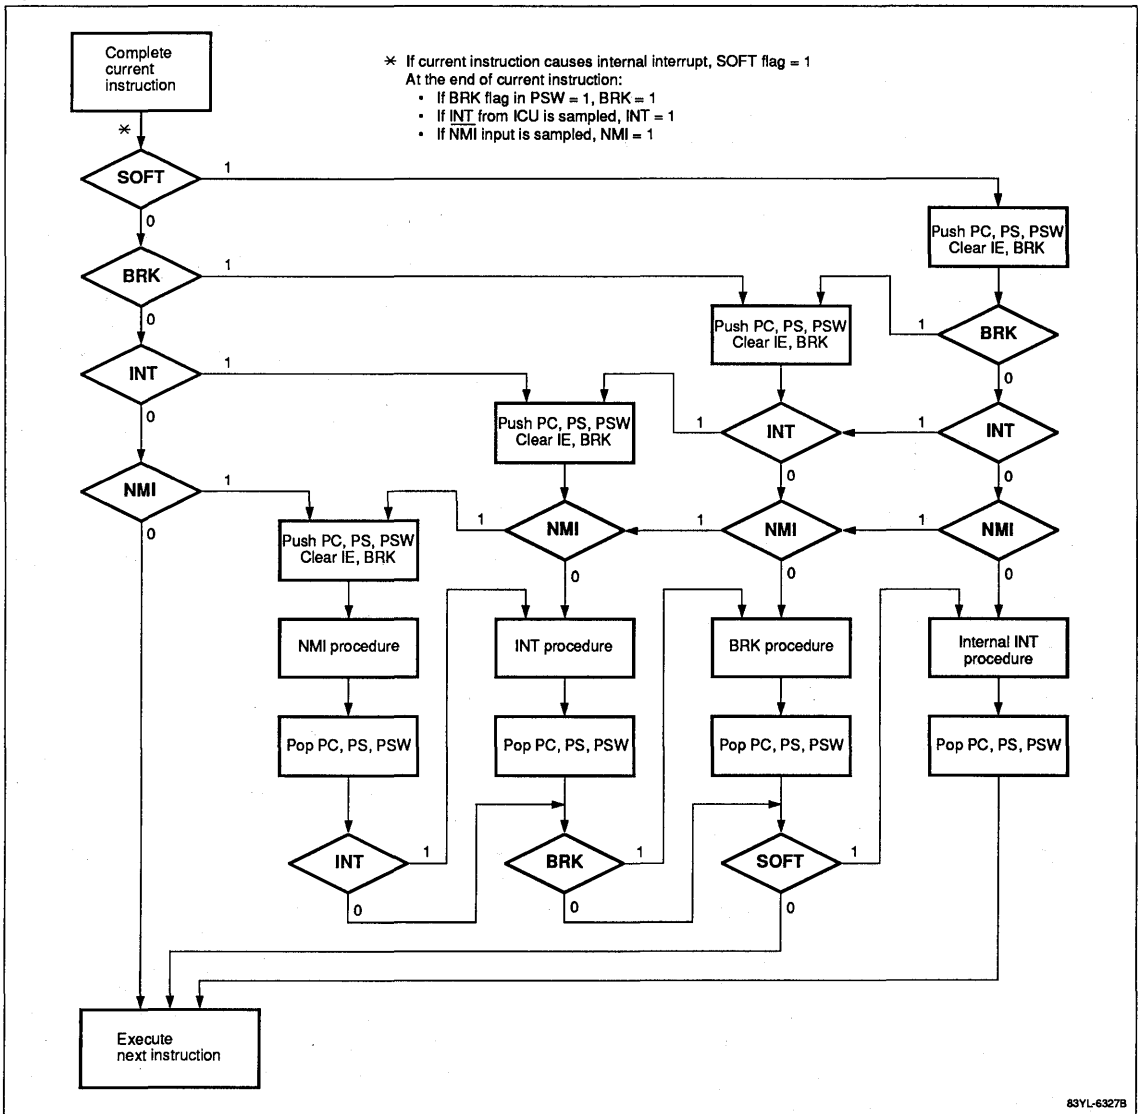 Complete
current
instruction
* If current instruction causes internal interrupt, SOFT flag = 1
At the end of current instruction:
• If BRK flag in PSW = 1, BRK = 1
• If INT from ICU is sampled, INT = 1
• If NMI input is sampled, NMI = 1
*
SOFT
1
0
Push PC, PS, PSW
Clear IE, BRK
BRK
1
0
Push PC, PS, PSW
Clear IE, BRK
1
BRK
0
INT
1
0
Push PC, PS, PSW
Clear IE, BRK
1
INT
0
1
INT
0
NMI
1
0
Push PC, PS, PSW
Clear IE, BRK
1
NMI
0
1
NMI
0
1
NMI
0
NMI procedure
INT procedure
BRK procedure
Internal INT
procedure
Pop PC, PS, PSW
Pop PC, PS, PSW
Pop PC, PS, PSW
Pop PC, PS, PSW
INT
1
0
BRK
1
0
SOFT
1
0
Execute
next instruction
83YL-6327B